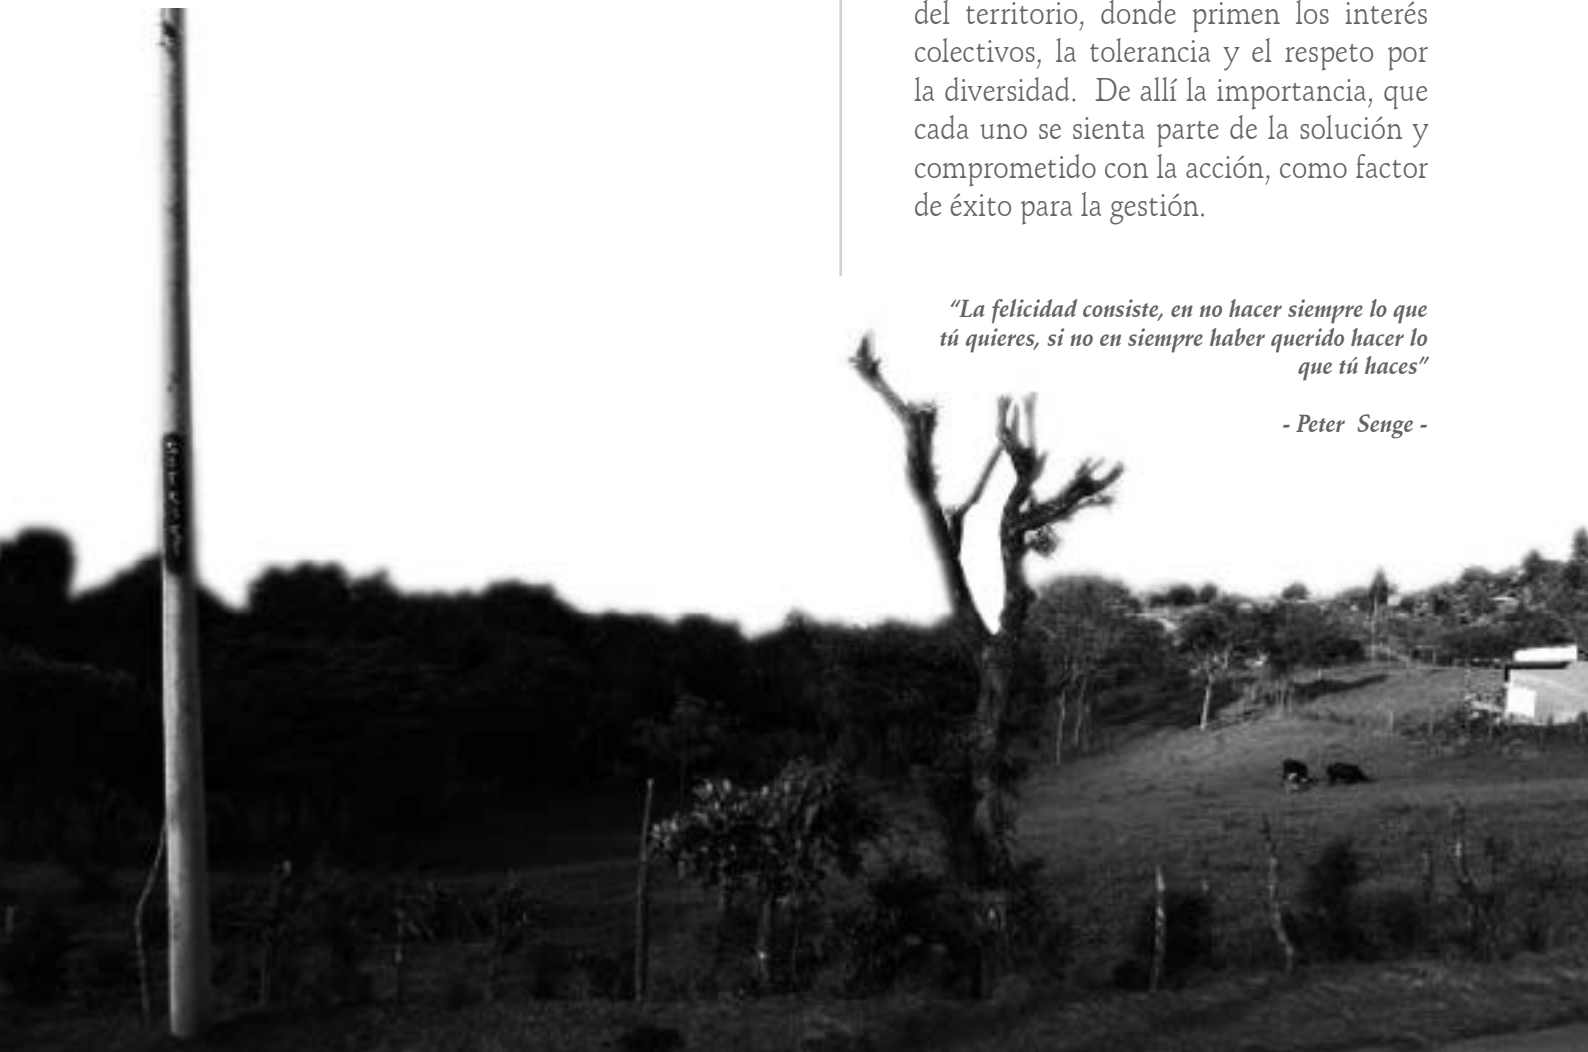 del territorio, donde primen los interés
colectivos, la tolerancia y el respeto por
la diversidad.  De allí la importancia, que
cada uno se sienta parte de la solución y
comprometido con la acción, como factor
de éxito para la gestión.
“La felicidad consiste, en no hacer siempre lo que
tú quieres, si no en siempre haber querido hacer lo
que tú haces”
- Peter  Senge -